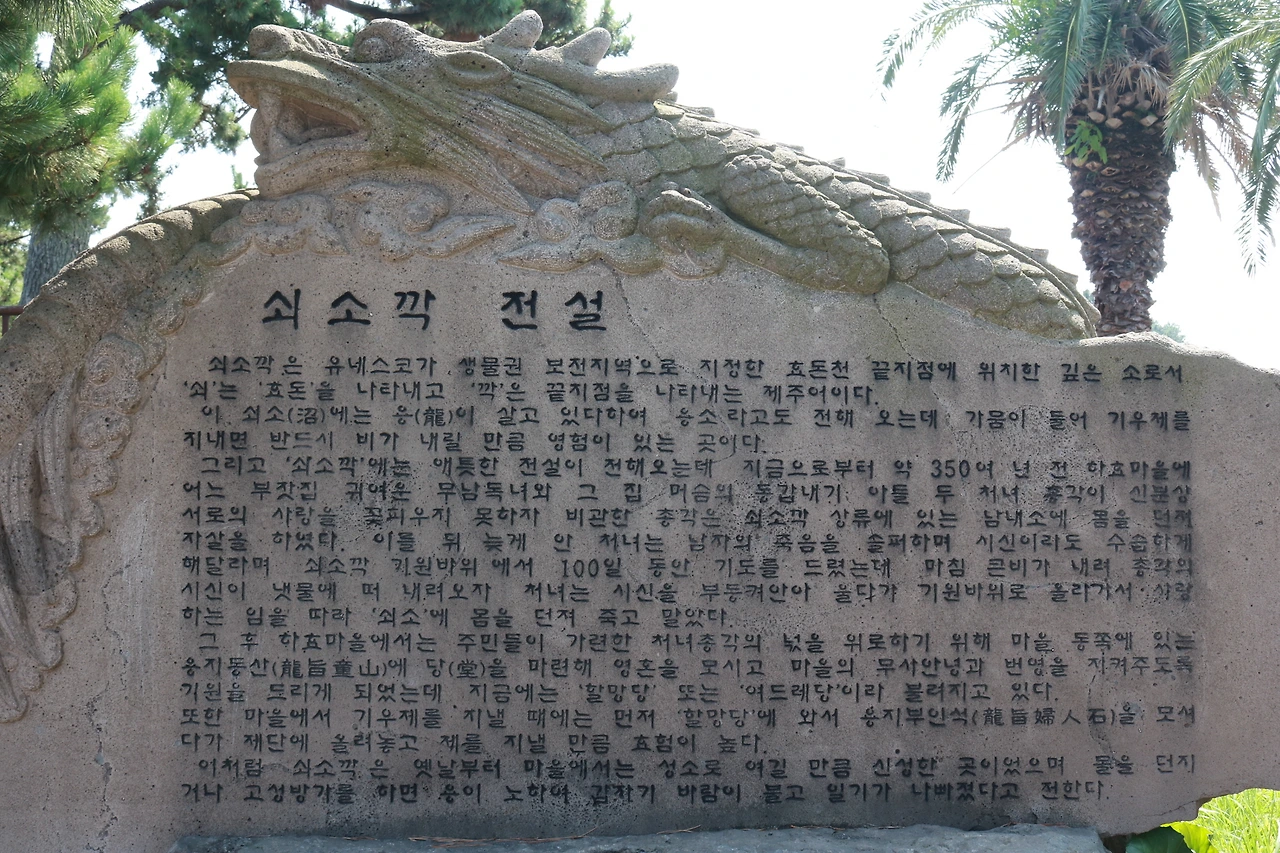 쇠소깍 전설
쇠소깍은 유네스코가 생물권 보전지역으로 지정한 효돈천 끝지점에 위치한 깊은 소로서
'쇠'는 '효돈'을 나타내고 '깍'은 끝지점을 나타내는 제주어이다.
이 쇠소(沼)에는 용(龍)이 살고 있다하여 용소라고도 전해 오는데 가뭄이 들어 기우제를
지내면 반드시 비가 내릴 만큼 영험이 있는 곳이다.
그리고 '쇠소깍'에는 애틋한 전설이 전해오는데 지금으로부터 약 350여 년 전 하효마을에
어느 부잣집 귀여운 무남독녀와 그 집 머슴의 동갑내기 아들 두 처녀 총각이 신분상
서로의 사랑을 꽃피우지 못하자 비관한 총각은 쇠소깍 상류에 있는 남내소에 몸을 던져
자살을 하였다. 이를 뒤 늦게 안 처녀는 남자의 죽음을 슬퍼하며 시신이라도 수습하게
해달라며 쇠소깍 기원바위에서 100일 동안 기도를 드렸는데 마침 큰비가 내려 총각의
시신이 냇물에 떠 내려오자 처녀는 시신을 부둥켜안아 울다가 기원바위로 올라가서 사랑
하는 임을 따라 '쇠소'에 몸을 던져 죽고 말았다.
그 후 하효마을에서는 주민들이 가련한 처녀총각의 넋을 위로하기 위해 마을 동쪽에 있는
용지동산(龍旨童山)에 당(堂)을 마련해 영혼을 모시고 마을의 무사안녕과 번영을 지켜주도록
기원을 드리게 되었는데 지금에는 '할망당' 또는 '여드레당'이라 불려지고 있다.
또한 마을에서 기우제를 지낼 때에는 먼저 '할망당'에 와서 용지부인석(龍旨婦人石)을 모셔
다가 제단에 올려놓고 제를 지낼 만큼 효험이 높다.
이처럼 쇠소깍은 옛날부터 마을에서는 성소로 여길 만큼 신성한 곳이었으며 돌을 던지
거나 고성방가를 하면 용이 노하여 갑자기 바람이 불고 일기가 나빠졌다고 전한다.